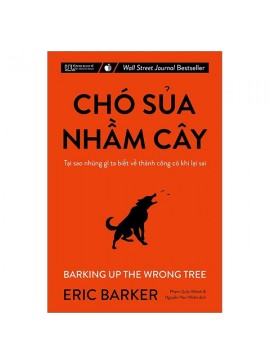 Wall Street Journal Bestseller
CHÓ SỦA
NHẦM CÂY
Tại sao những gì ta biết về thành công có khi lại sai
BARKING UP THE WRONG TREE
ERIC BARKER